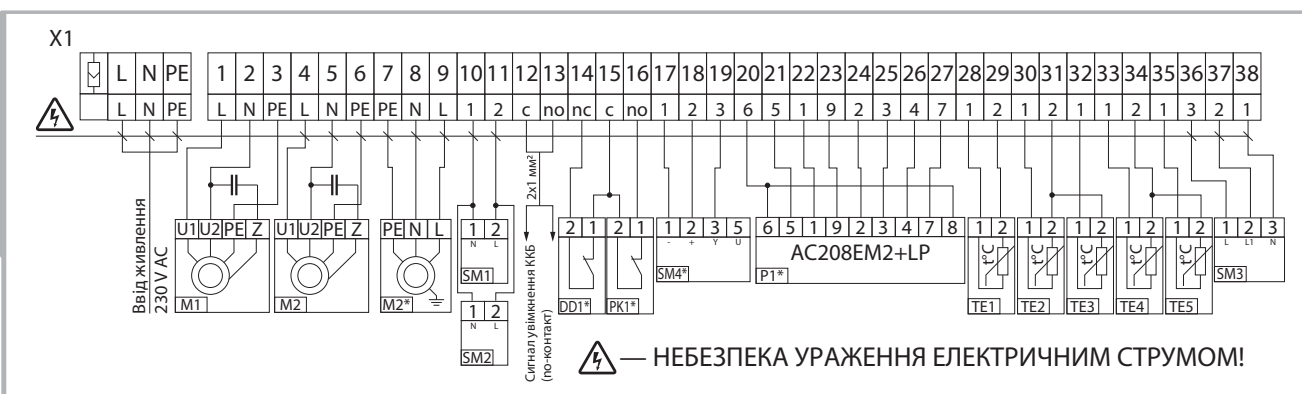 X1
L N PE 1 2 3 4 5 6 7 8 9 10 11 12 13 14 15 16 17 18 19 20 21 22 23 24 25 26 27 28 29 30 31 32 33 34 35 36 37 38
L N PE L N PE L N PE PE N L 1 2 c no nc c no 1 2 3 6 5 1 9 2 3 4 7 1 2 1 2 1 1 2 1 3 2 1
Ввід живлення
230 V AC
U1 U2 PE Z
M1
U1 U2 PE Z
M2
PE N L
M2*
1 2
N L
SM1
1 2
N L
SM2
2x1 мм²
Сигнал увімкнення ККБ
(no-контакт)
2 1
DD1*
2 1
PK1*
1 2 3 5
- + Y U
SM4*
6 5 1 9 2 3 4 7 8
AC208EM2+LP
P1*
1 2
t°C
TE1
1 2
t°C
TE2
1 2
t°C
TE3
1 2
t°C
TE4
1 2
t°C
TE5
1 2 3
L L1 N
SM3
— НЕБЕЗПЕКА УРАЖЕННЯ ЕЛЕКТРИЧНИМ СТРУМОМ!